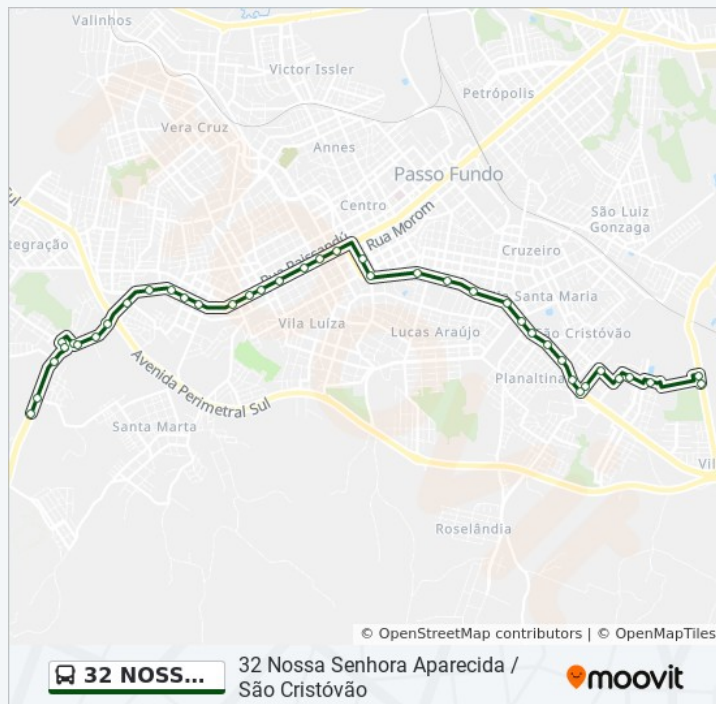 Valinhos
Victor Issler
Petrópolis
Vera Cruz
Annes
Passo Fundo
Centro
São Luiz
Gonzaga
Sul
tegração
Rua Paissandú
Rua Morom
Cruzeiro
Santa Maria
Vila Luíza
Lucas Araújo
São Cristóvão
Avenida Perimetral Sul
Planaltina
Santa Marta
Vil
Roselândia
© OpenStreetMap contributors | © OpenMapTiles
32 NOSS...
32 Nossa Senhora Aparecida /
São Cristóvão
moovit